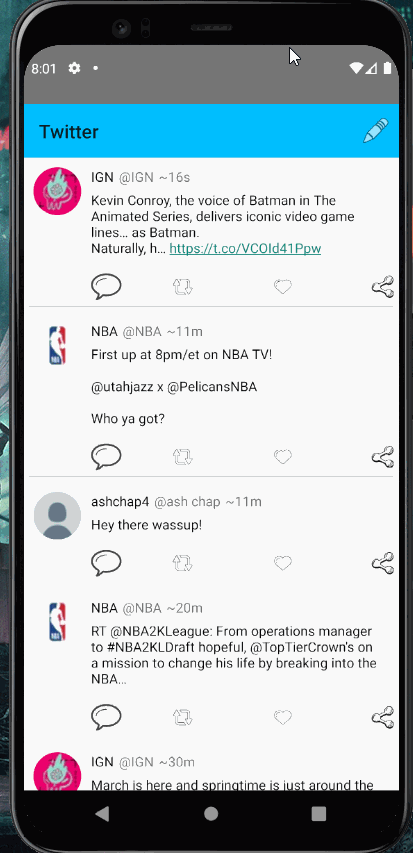 8:01
Twitter
IGN @IGN ~16s
Kevin Conroy, the voice of Batman in The
Animated Series, delivers iconic video game
lines… as Batman.
Naturally, h… https://t.co/VCOId41Ppw
NBA @NBA ~11m
First up at 8pm/et on NBA TV!
@utahjazz x @PelicansNBA
Who ya got?
ashchap4 @ash chap ~11m
Hey there wassup!
NBA @NBA ~20m
RT @NBA2KLeague: From operations manager
to #NBA2KLDraft hopeful, @TopTierCrown's on
a mission to change his life by breaking into the
NBA…
IGN @IGN ~30m
March is here and springtime is just around the